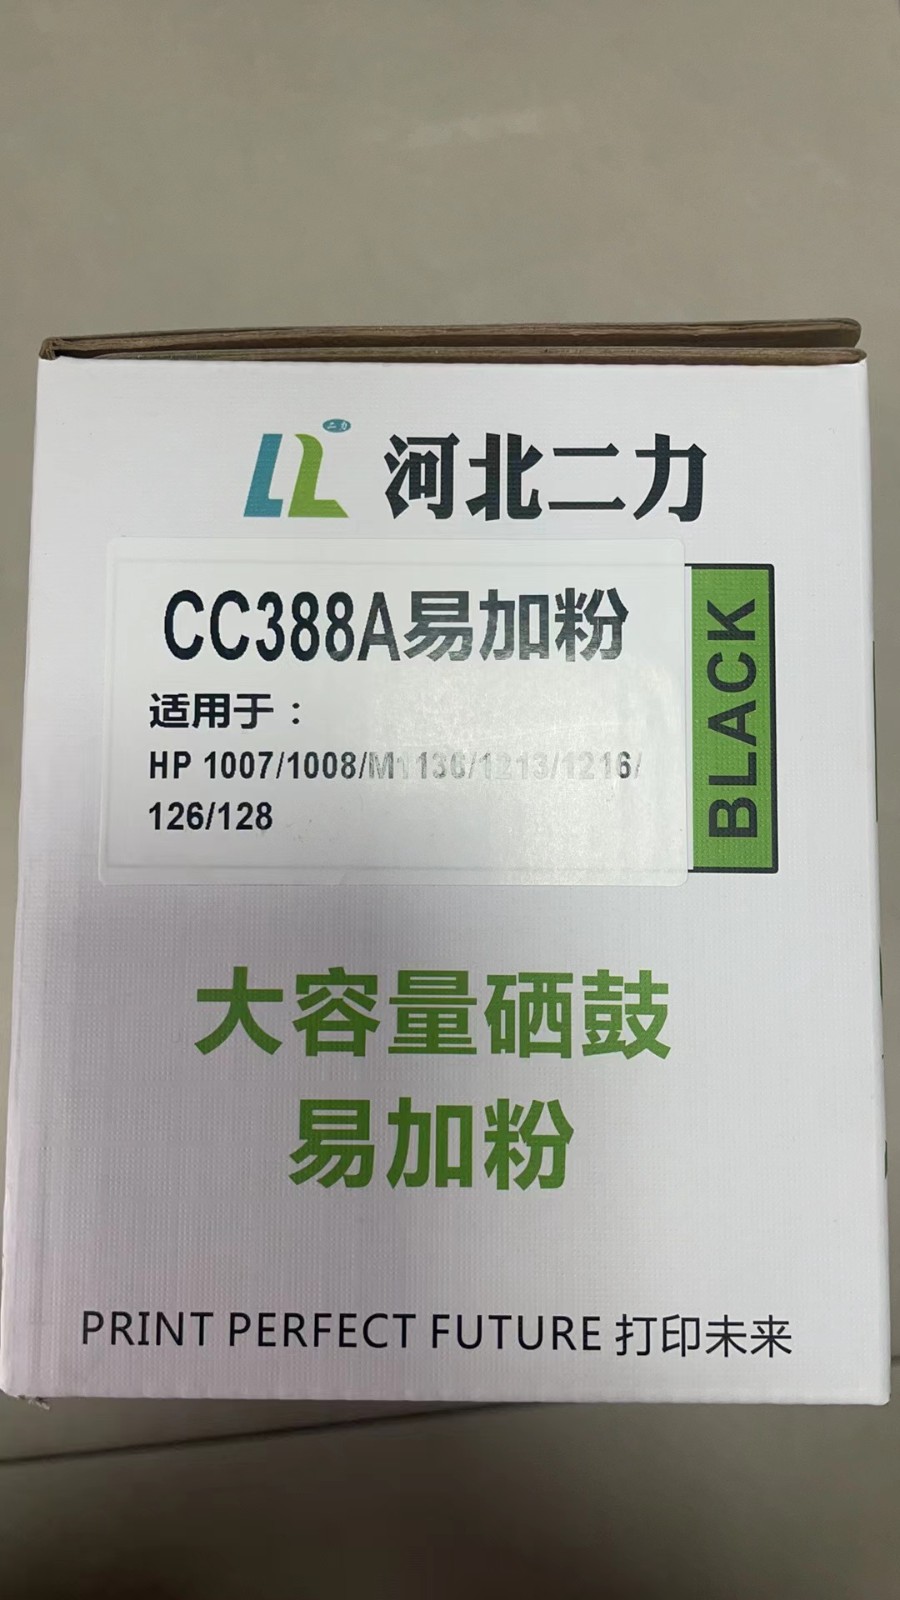 二力
河北二力
CC388A易加粉
适用于：
HP 1007/1008/M1136/1213/1216/
126/128
BLACK
大容量硒鼓
易加粉
PRINT PERFECT FUTURE 打印未来